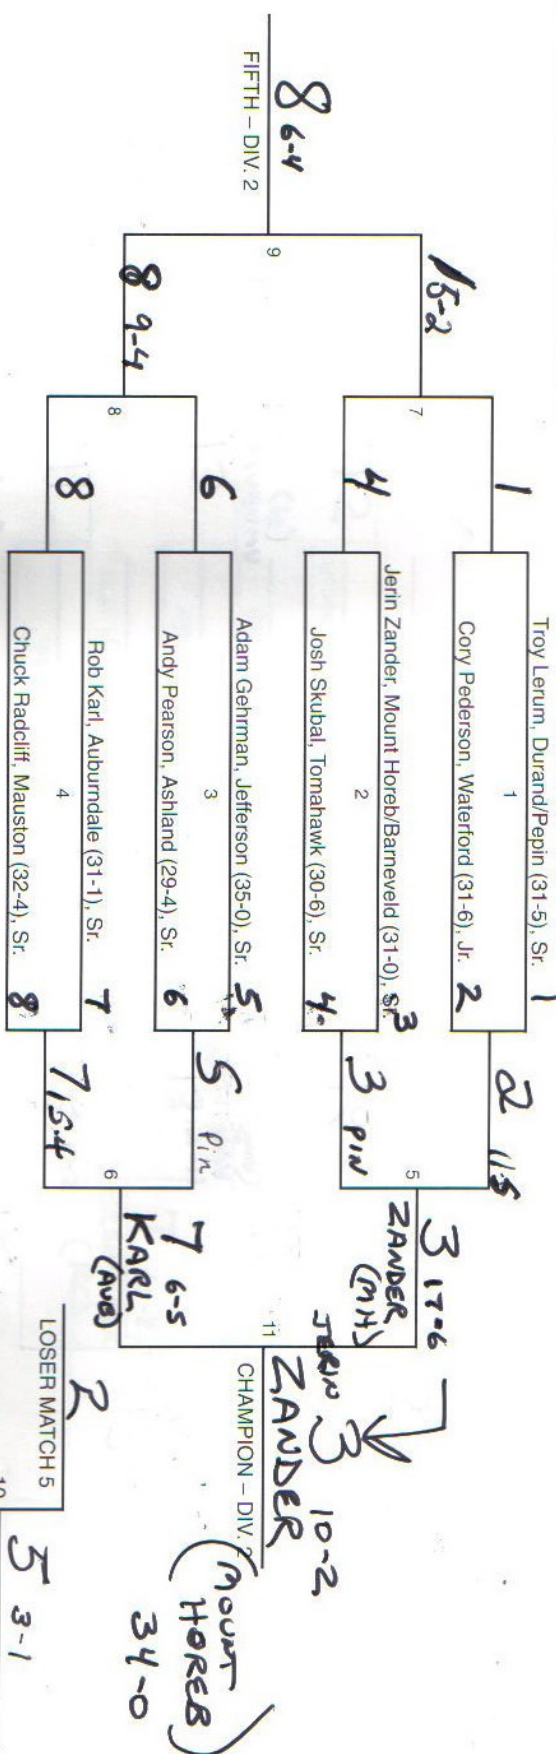 8 6-4
FIFTH – DIV. 2
9
1 5-2
8 9-4
7
8
1
4
6
8
Troy Lerum, Durand/Pepin (31-5), Sr. 1
1
Cory Pederson, Waterford (31-6), Jr. 2
Jerin Zander, Mount Horeb/Barneveld (31-0), Sr. 3
2
Josh Skubal, Tomahawk (30-6), Sr. 4
Adam Gehrman, Jefferson (35-0), Sr. 5
3
Andy Pearson, Ashland (29-4), Sr. 6
Rob Karl, Auburndale (31-1), Sr. 7
4
Chuck Radcliff, Mauston (32-4), Sr. 8
2 11-5
3 PIN
5 Pin
7 5-4
5
6
3 17-6
ZANDER
(MH)
7 6-5
KARL
(AUB)
11
JERIN 3 10-2
CHAMPION – DIV. 2
ZANDER
(MOUNT
HOREB)
34-0
2
LOSER MATCH 5
10
5 3-1